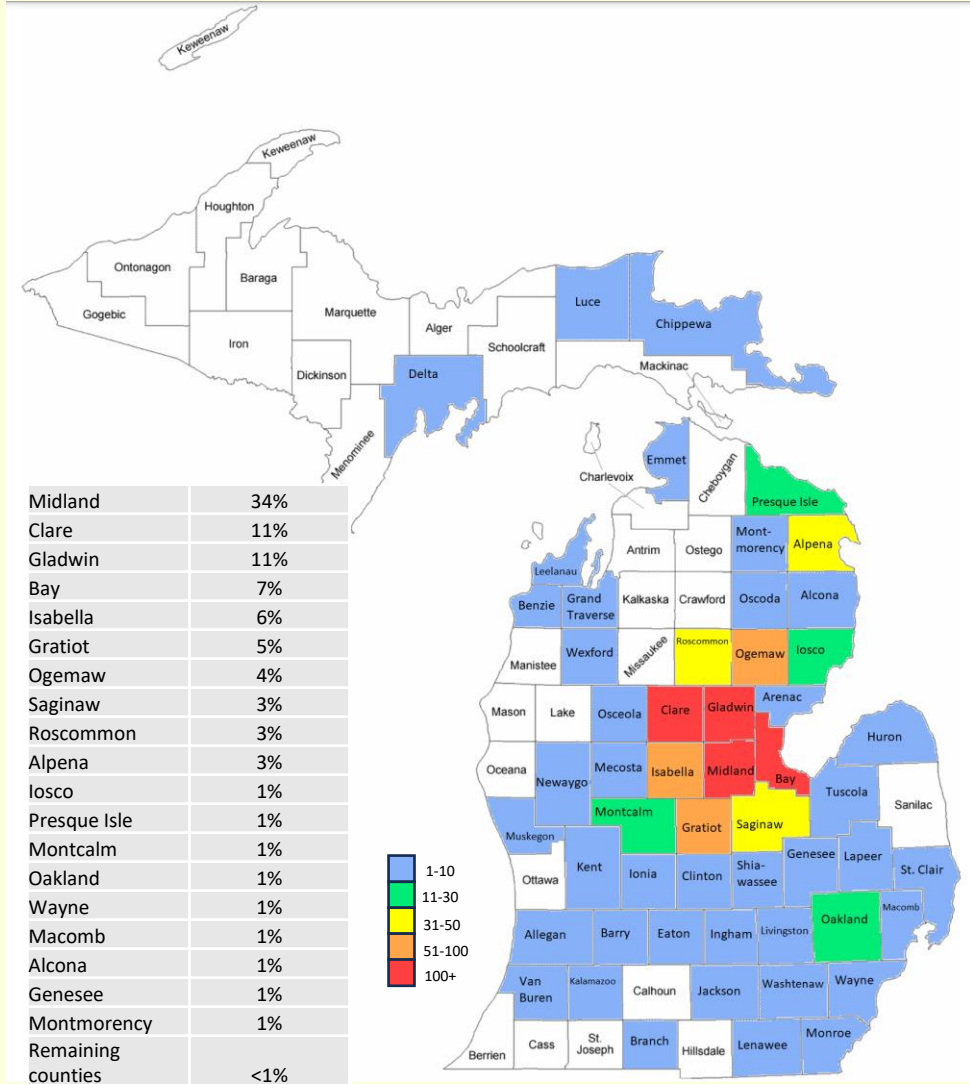 Keweenaw
Keweenaw
Houghton
Ontonagon
Baraga
Gogebic
Marquette
Iron
Alger
Luce
Chippewa
Schoolcraft
Mackinac
Dickinson
Delta
Menominee
Emmet
Charlevoix
Cheboygan
Presque Isle
Antrim
Ostego
Mont-
morency
Alpena
Leelanau
Benzie
Grand
Traverse
Kalkaska
Crawford
Oscoda
Alcona
Manistee
Wexford
Missaukee
Roscommon
Ogemaw
Iosco
Mason
Lake
Osceola
Clare
Gladwin
Arenac
Huron
Oceana
Newaygo
Mecosta
Isabella
Midland
Bay
Tuscola
Sanilac
Muskegon
Montcalm
Gratiot
Saginaw
Ottawa
Kent
Ionia
Clinton
Shia-
wassee
Genesee
Lapeer
St. Clair
Allegan
Barry
Eaton
Ingham
Livingston
Oakland
Macomb
Van
Buren
Kalamazoo
Calhoun
Jackson
Washtenaw
Wayne
Berrien
Cass
St.
Joseph
Branch
Hillsdale
Lenawee
Monroe
Midland 34%
Clare 11%
Gladwin 11%
Bay 7%
Isabella 6%
Gratiot 5%
Ogemaw 4%
Saginaw 3%
Roscommon 3%
Alpena 3%
Iosco 1%
Presque Isle 1%
Montcalm 1%
Oakland 1%
Wayne 1%
Macomb 1%
Alcona 1%
Genesee 1%
Montmorency 1%
Remaining
counties <1%
1-10
11-30
31-50
51-100
100+